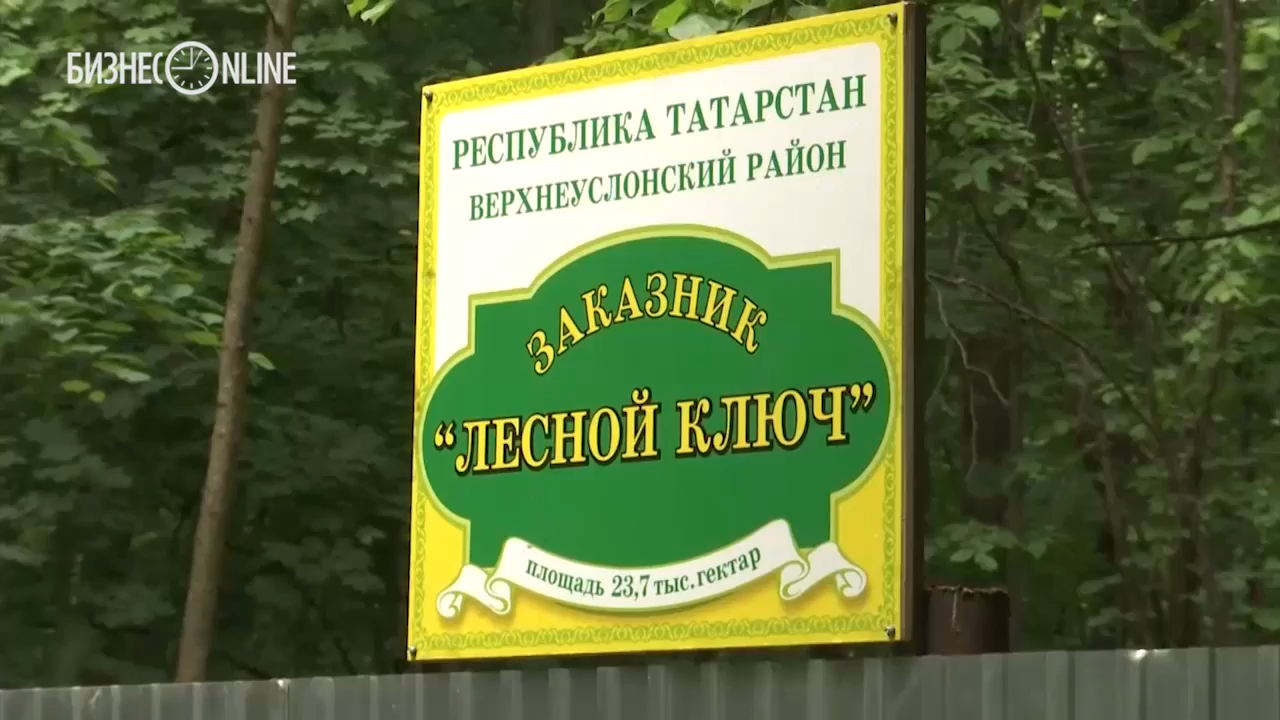 БИЗНЕС ONLINE
РЕСПУБЛИКА ТАТАРСТАН
ВЕРХНЕУСЛОНСКИЙ РАЙОН
ЗАКАЗНИК
“ЛЕСНОЙ КЛЮЧ”
площадь 23,7 тыс. гектар